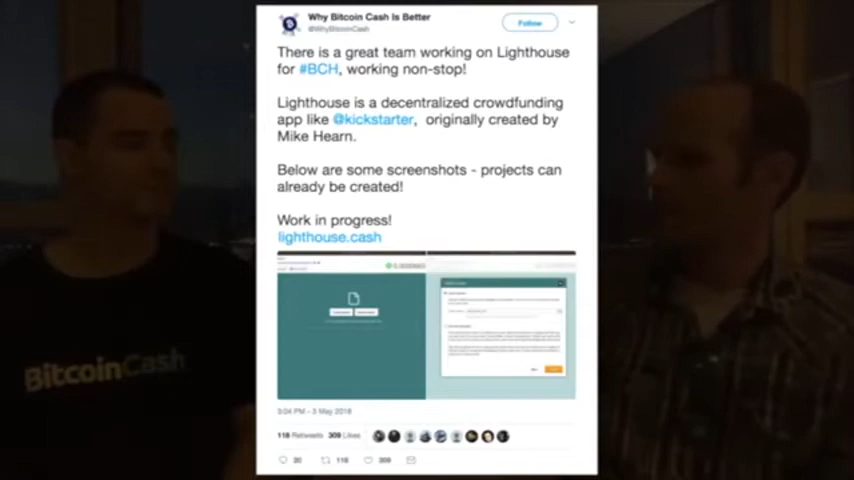 Why Bitcoin Cash Is Better
@WhyBitcoinCash
Follow
There is a great team working on Lighthouse
for #BCH, working non-stop!
Lighthouse is a decentralized crowdfunding
app like @kickstarter, originally created by
Mike Hearn.
Below are some screenshots - projects can
already be created!
Work in progress!
lighthouse.cash
3:04 PM - 3 May 2018
118 Retweets 309 Likes
30 118 309
BitcoinCash